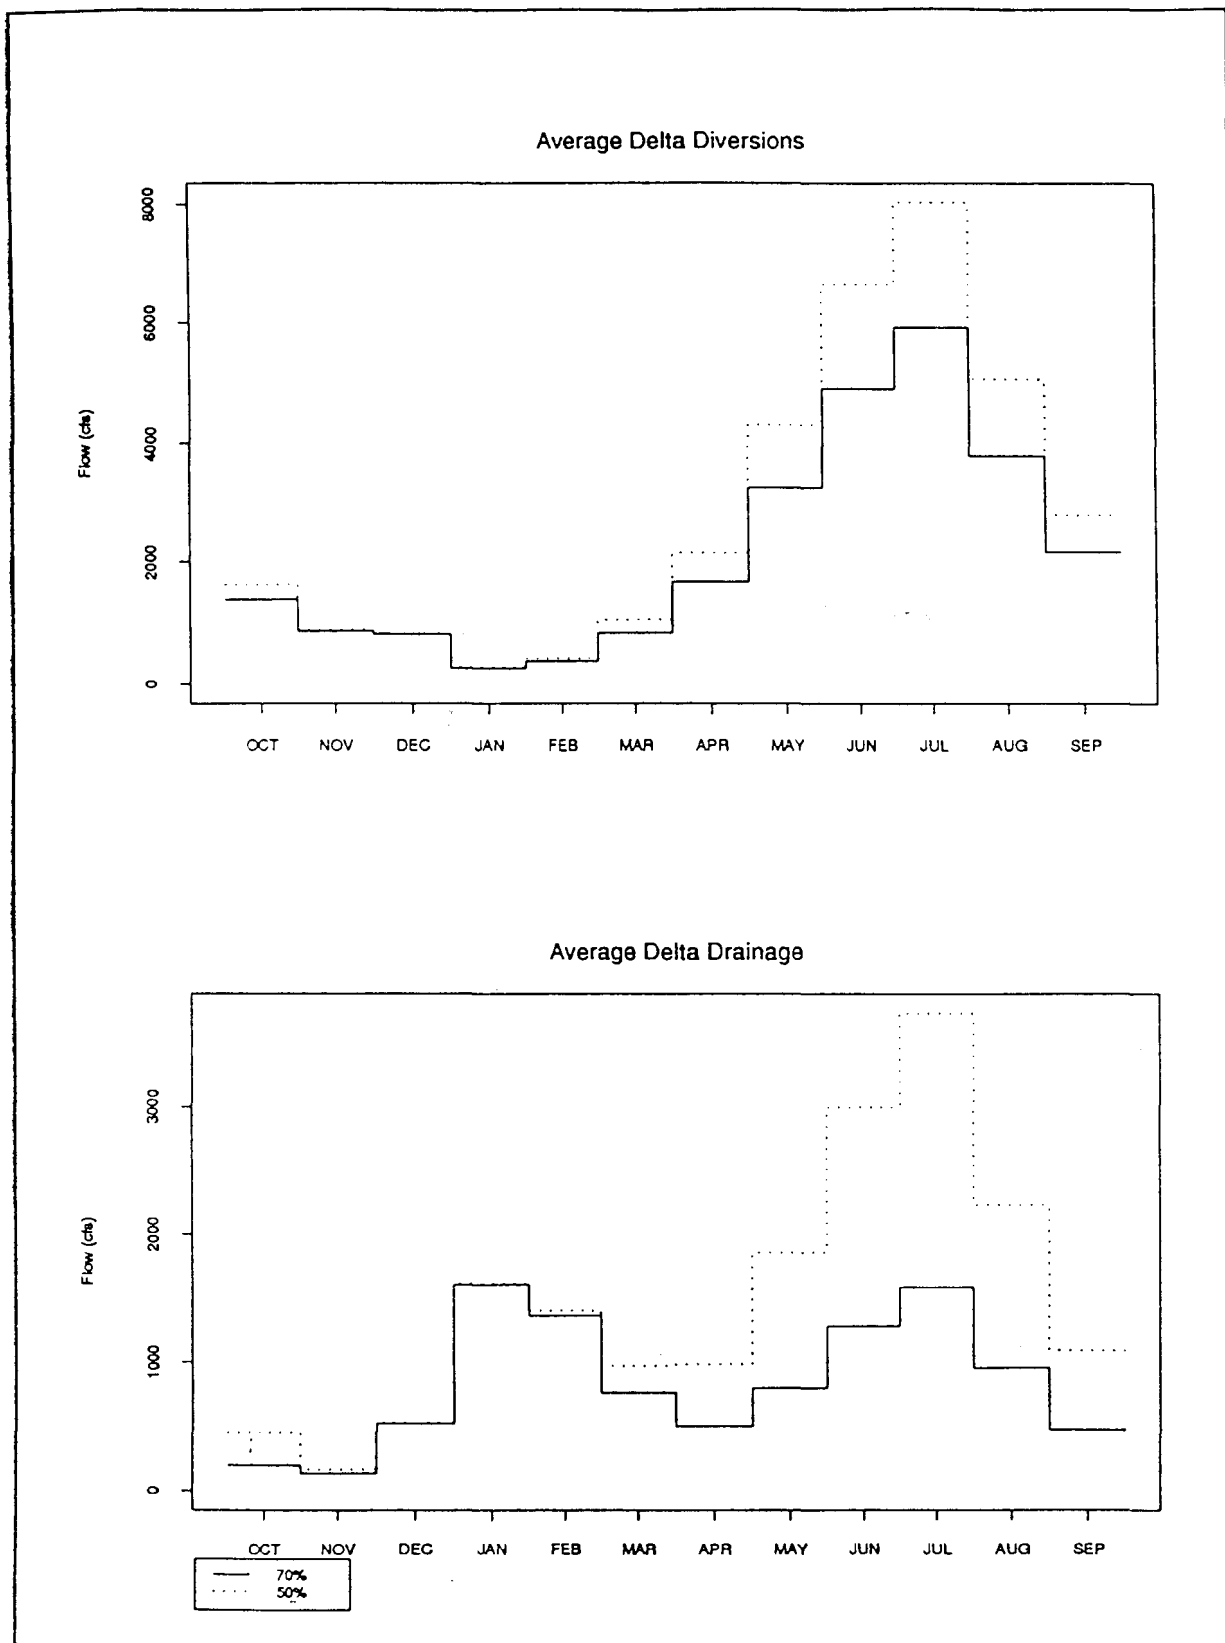 Average Delta Diversions
8000
6000
4000
2000
0
Flow (cfs)
OCT NOV DEC JAN FEB MAR APR MAY JUN JUL AUG SEP
Average Delta Drainage
3000
2000
1000
0
Flow (cfs)
OCT NOV DEC JAN FEB MAR APR MAY JUN JUL AUG SEP
70%
50%